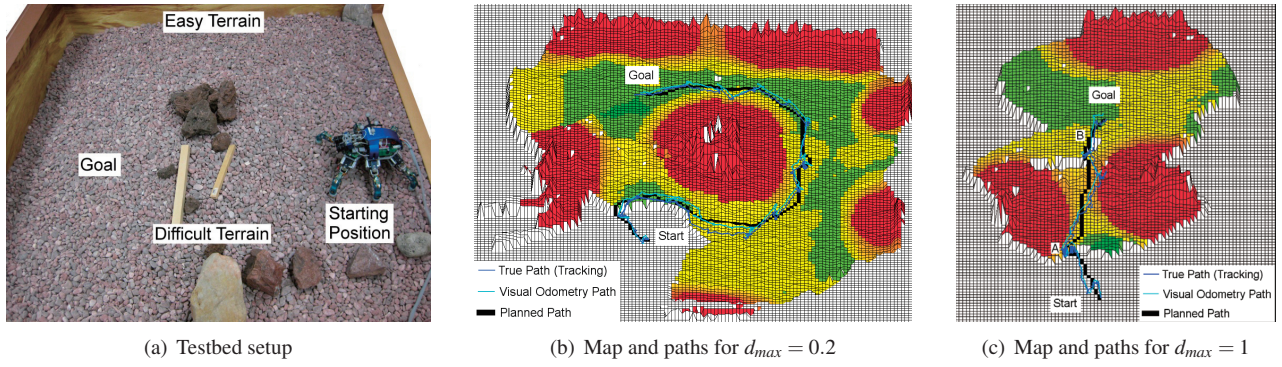 Easy Terrain
Goal
Difficult Terrain
Starting
Position
(a) Testbed setup
Goal
Start
True Path (Tracking)
Visual Odometry Path
Planned Path
(b) Map and paths for dmax = 0.2
Goal
B
A
Start
True Path (Tracking)
Visual Odometry Path
Planned Path
(c) Map and paths for dmax = 1